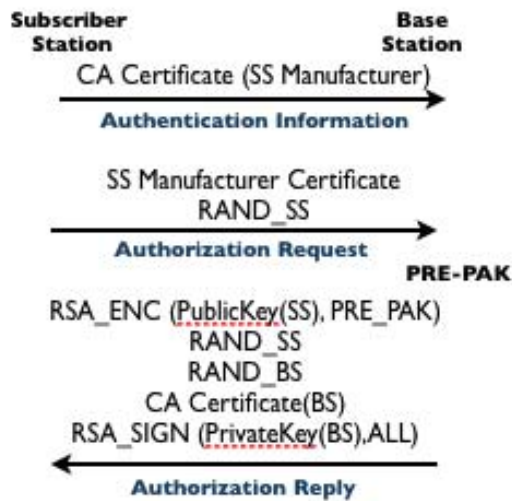 Subscriber Station
Base Station
CA Certificate (SS Manufacturer)
Authentication Information
SS Manufacturer Certificate
RAND_SS
Authorization Request
PRE-PAK
RSA_ENC (PublicKey(SS), PRE_PAK)
RAND_SS
RAND_BS
CA Certificate(BS)
RSA_SIGN (PrivateKey(BS),ALL)
Authorization Reply